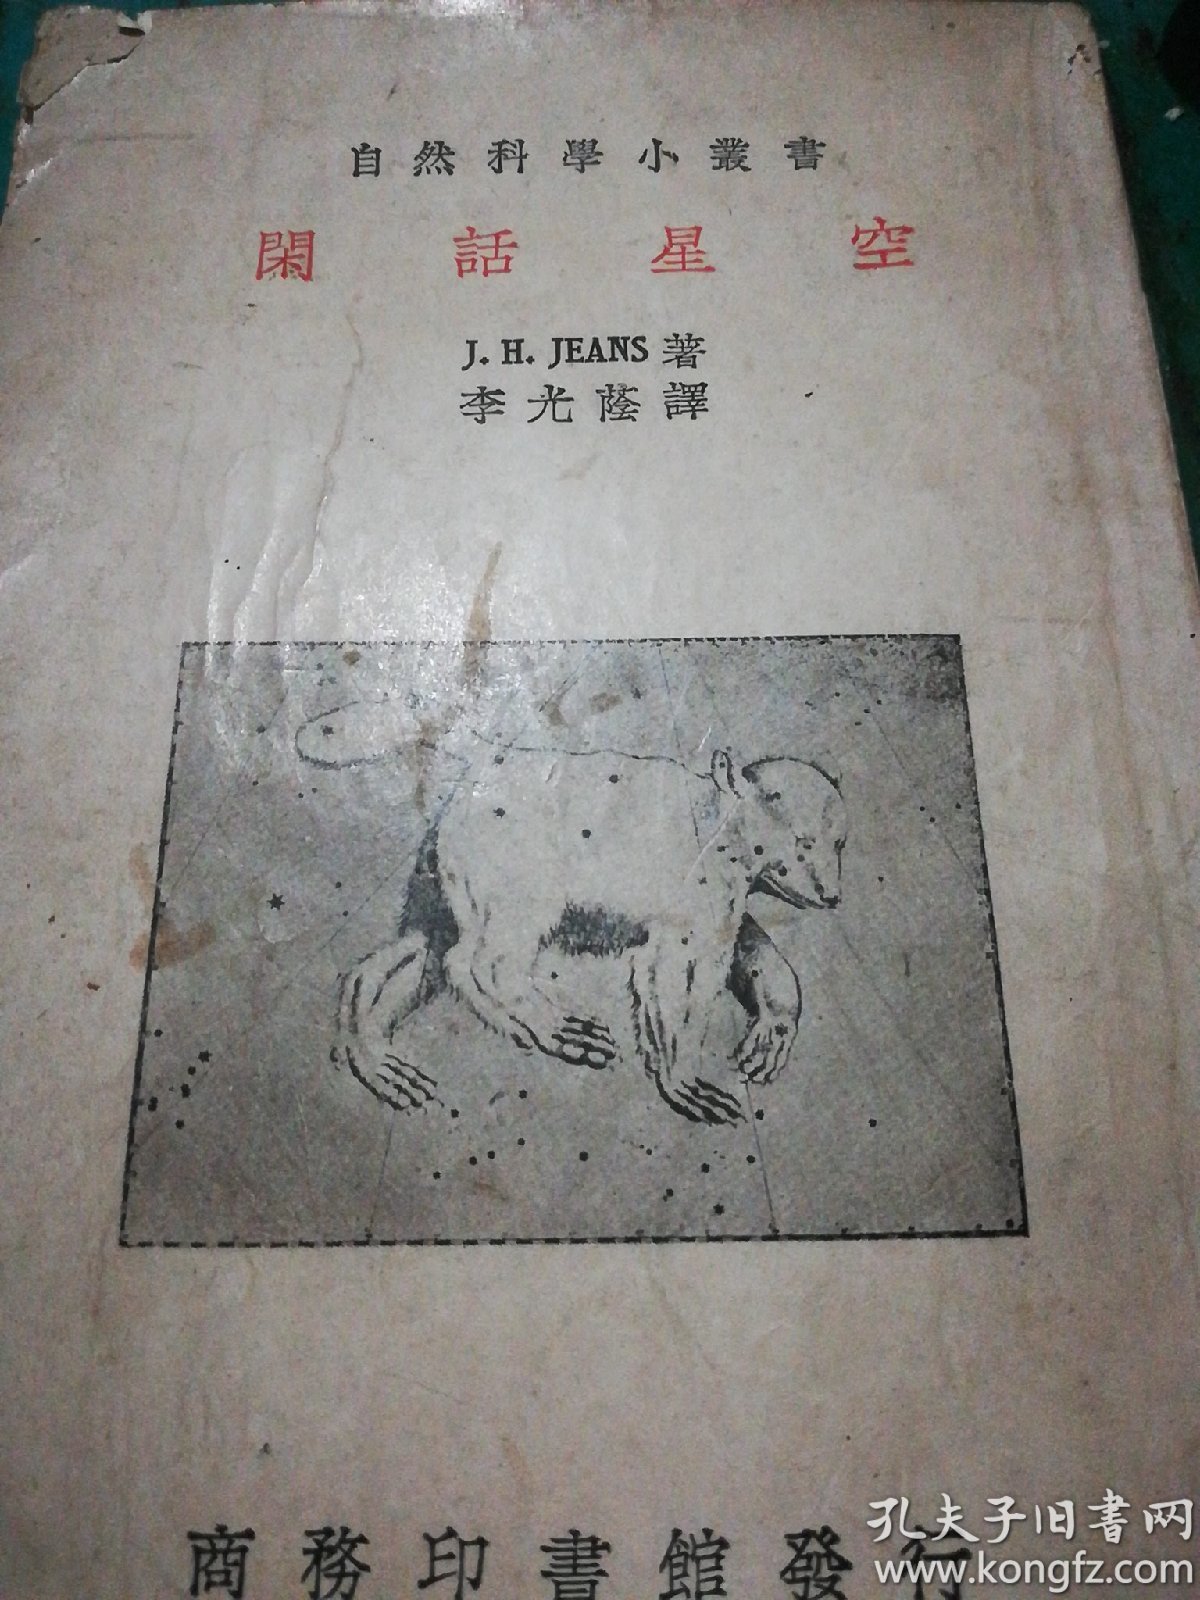 自然科學小叢書
閑話星空
J. H. JEANS 著
李光蔭譯
商務印書館發行
孔夫子旧书网
www.kongfz.com